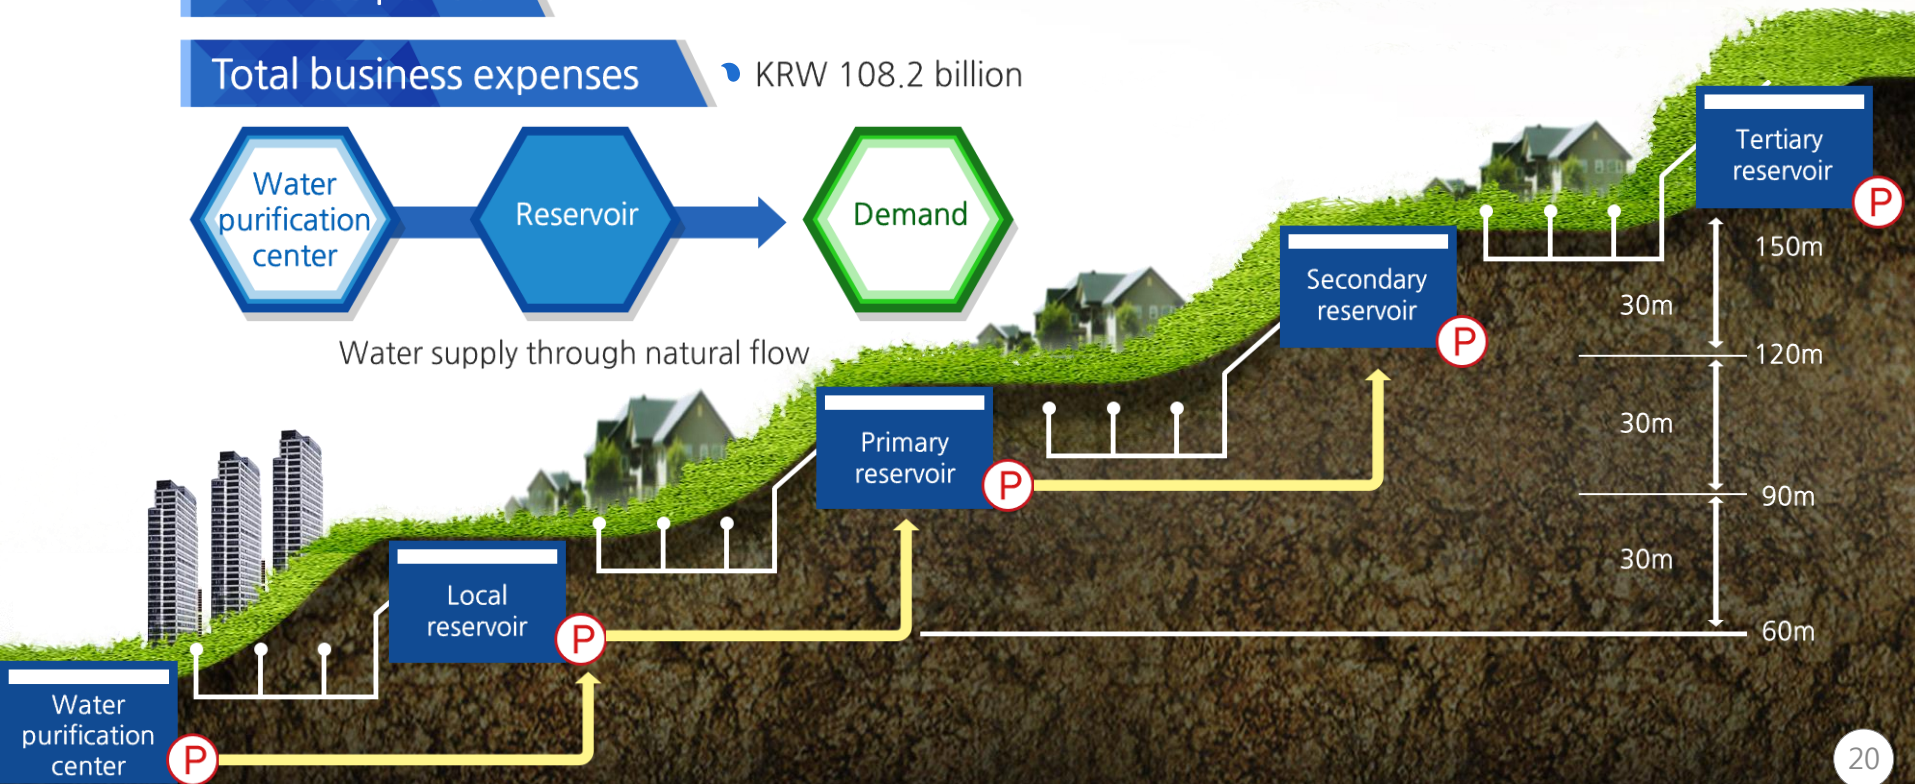 Total business expenses
KRW 108.2 billion
Water
purification
center
Reservoir
Demand
Water supply through natural flow
Tertiary
reservoir
P
150m
Secondary
reservoir
P
30m
120m
Primary
reservoir
P
30m
90m
Local
reservoir
P
30m
60m
Water
purification
center
P
20